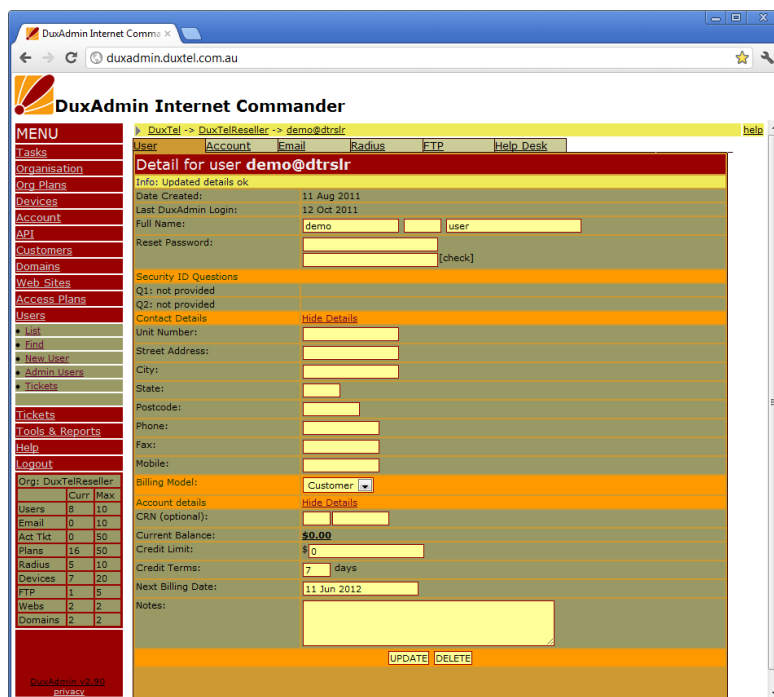 DuxAdmin Internet Comma
duxadmin.duxtel.com.au
DuxAdmin Internet Commander
MENU
Tasks
Organisation
Org Plans
Devices
Account
API
Customers
Domains
Web Sites
Access Plans
Users
List
Find
New User
Admin Users
Tickets
Tickets
Tools & Reports
Help
Logout
Org: DuxTelReseller
Curr Max
Users 8 10
Email 0 10
Act Tkt 0 50
Plans 16 50
Radius 5 10
Devices 7 20
FTP 1 5
Webs 2 2
Domains 2 2
DuxAdmin v2.90
privacy
DuxTel -> DuxTelReseller -> demo@dtrslr
help
User Account Email Radius FTP Help Desk
Detail for user demo@dtrslr
Info: Updated details ok
Date Created: 11 Aug 2011
Last DuxAdmin Login: 12 Oct 2011
Full Name: demo user
Reset Password:
[check]
Security ID Questions
Q1: not provided
Q2: not provided
Contact Details Hide Details
Unit Number:
Street Address:
City:
State:
Postcode:
Phone:
Fax:
Mobile:
Billing Model: Customer
Account details Hide Details
CRN (optional):
Current Balance: $0.00
Credit Limit: $ 0
Credit Terms: 7 days
Next Billing Date: 11 Jun 2012
Notes:
UPDATE DELETE